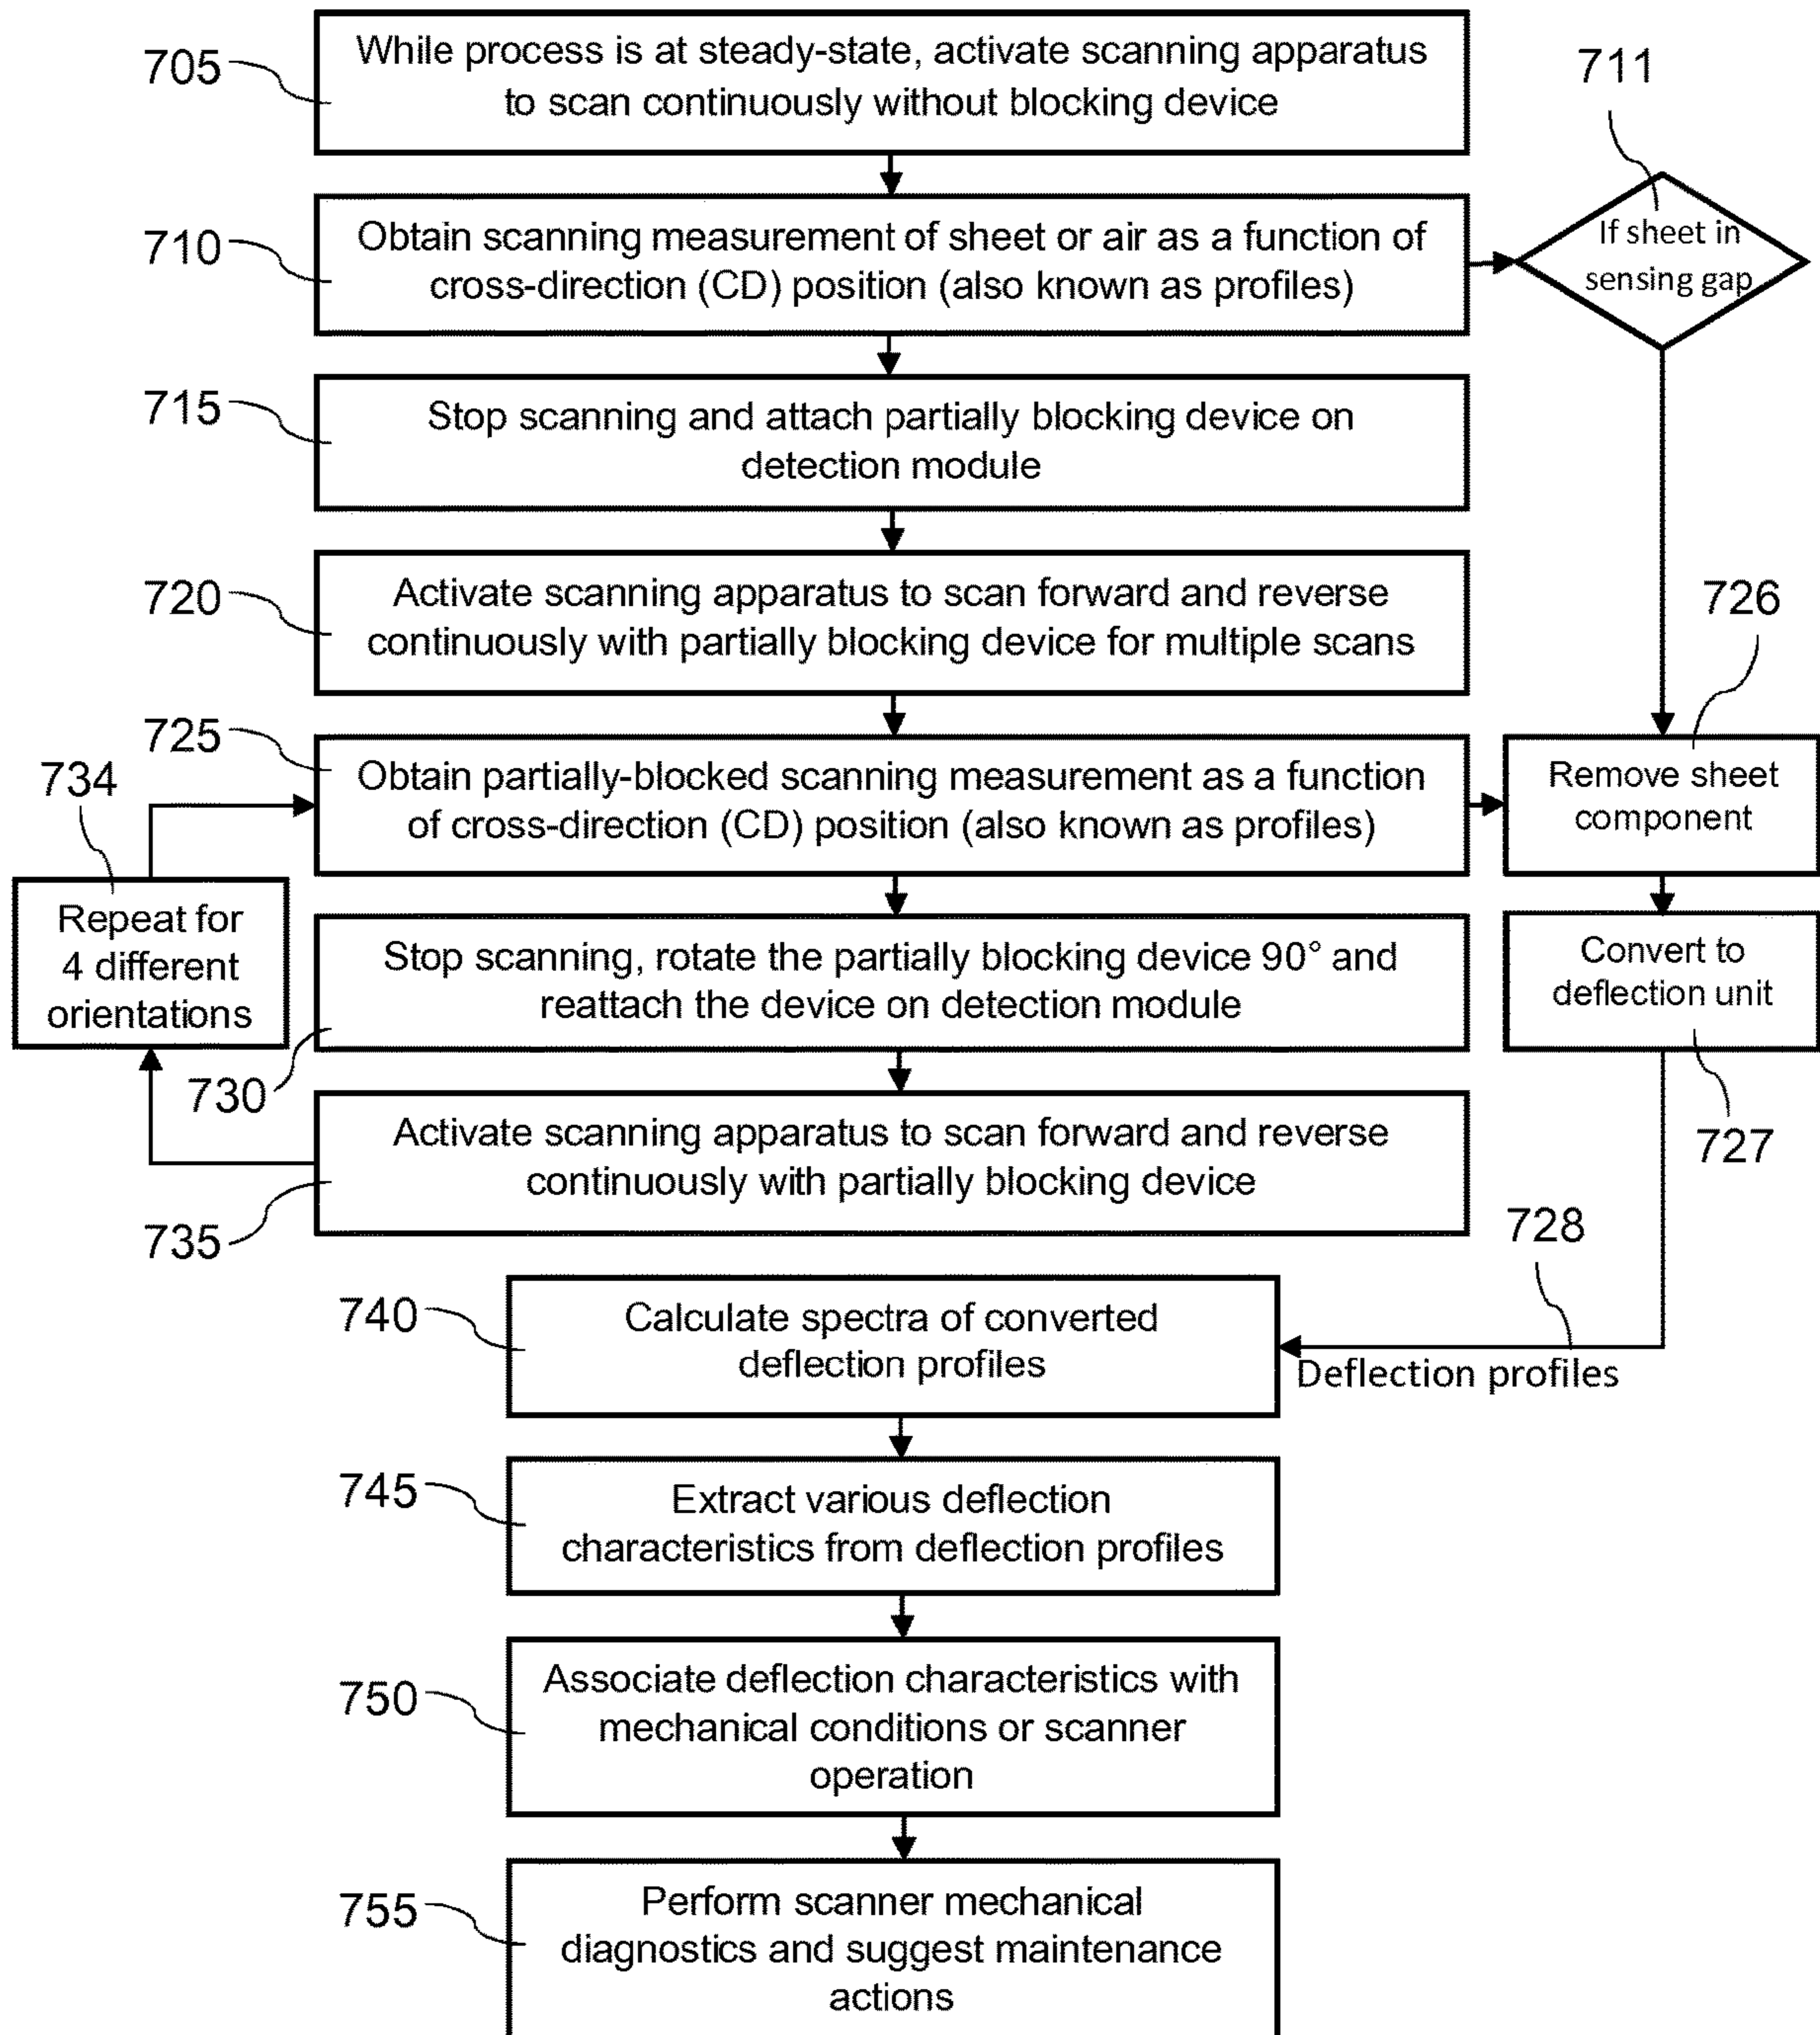 705
While process is at steady-state, activate scanning apparatus
to scan continuously without blocking device
711
If sheet in
sensing gap
710
Obtain scanning measurement of sheet or air as a function of
cross-direction (CD) position (also known as profiles)
715
Stop scanning and attach partially blocking device on
detection module
720
Activate scanning apparatus to scan forward and reverse
continuously with partially blocking device for multiple scans
726
Remove sheet
component
725
Obtain partially-blocked scanning measurement as a function
of cross-direction (CD) position (also known as profiles)
734
Repeat for
4 different
orientations
730
Stop scanning, rotate the partially blocking device 90° and
reattach the device on detection module
Convert to
deflection unit
727
735
Activate scanning apparatus to scan forward and reverse
continuously with partially blocking device
728
Deflection profiles
740
Calculate spectra of converted
deflection profiles
745
Extract various deflection
characteristics from deflection profiles
750
Associate deflection characteristics with
mechanical conditions or scanner
operation
755
Perform scanner mechanical
diagnostics and suggest maintenance
actions